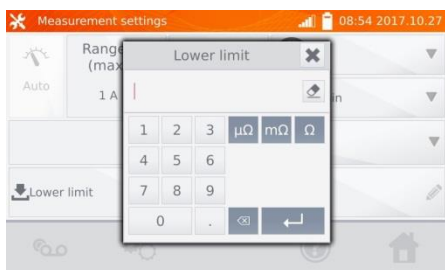 Measurement settings 08:54 2017.10.27
Range
(max
Auto
1 A
in
Lower limit
Lower limit
1 2 3 µΩ mΩ Ω
4 5 6
7 8 9
0 .